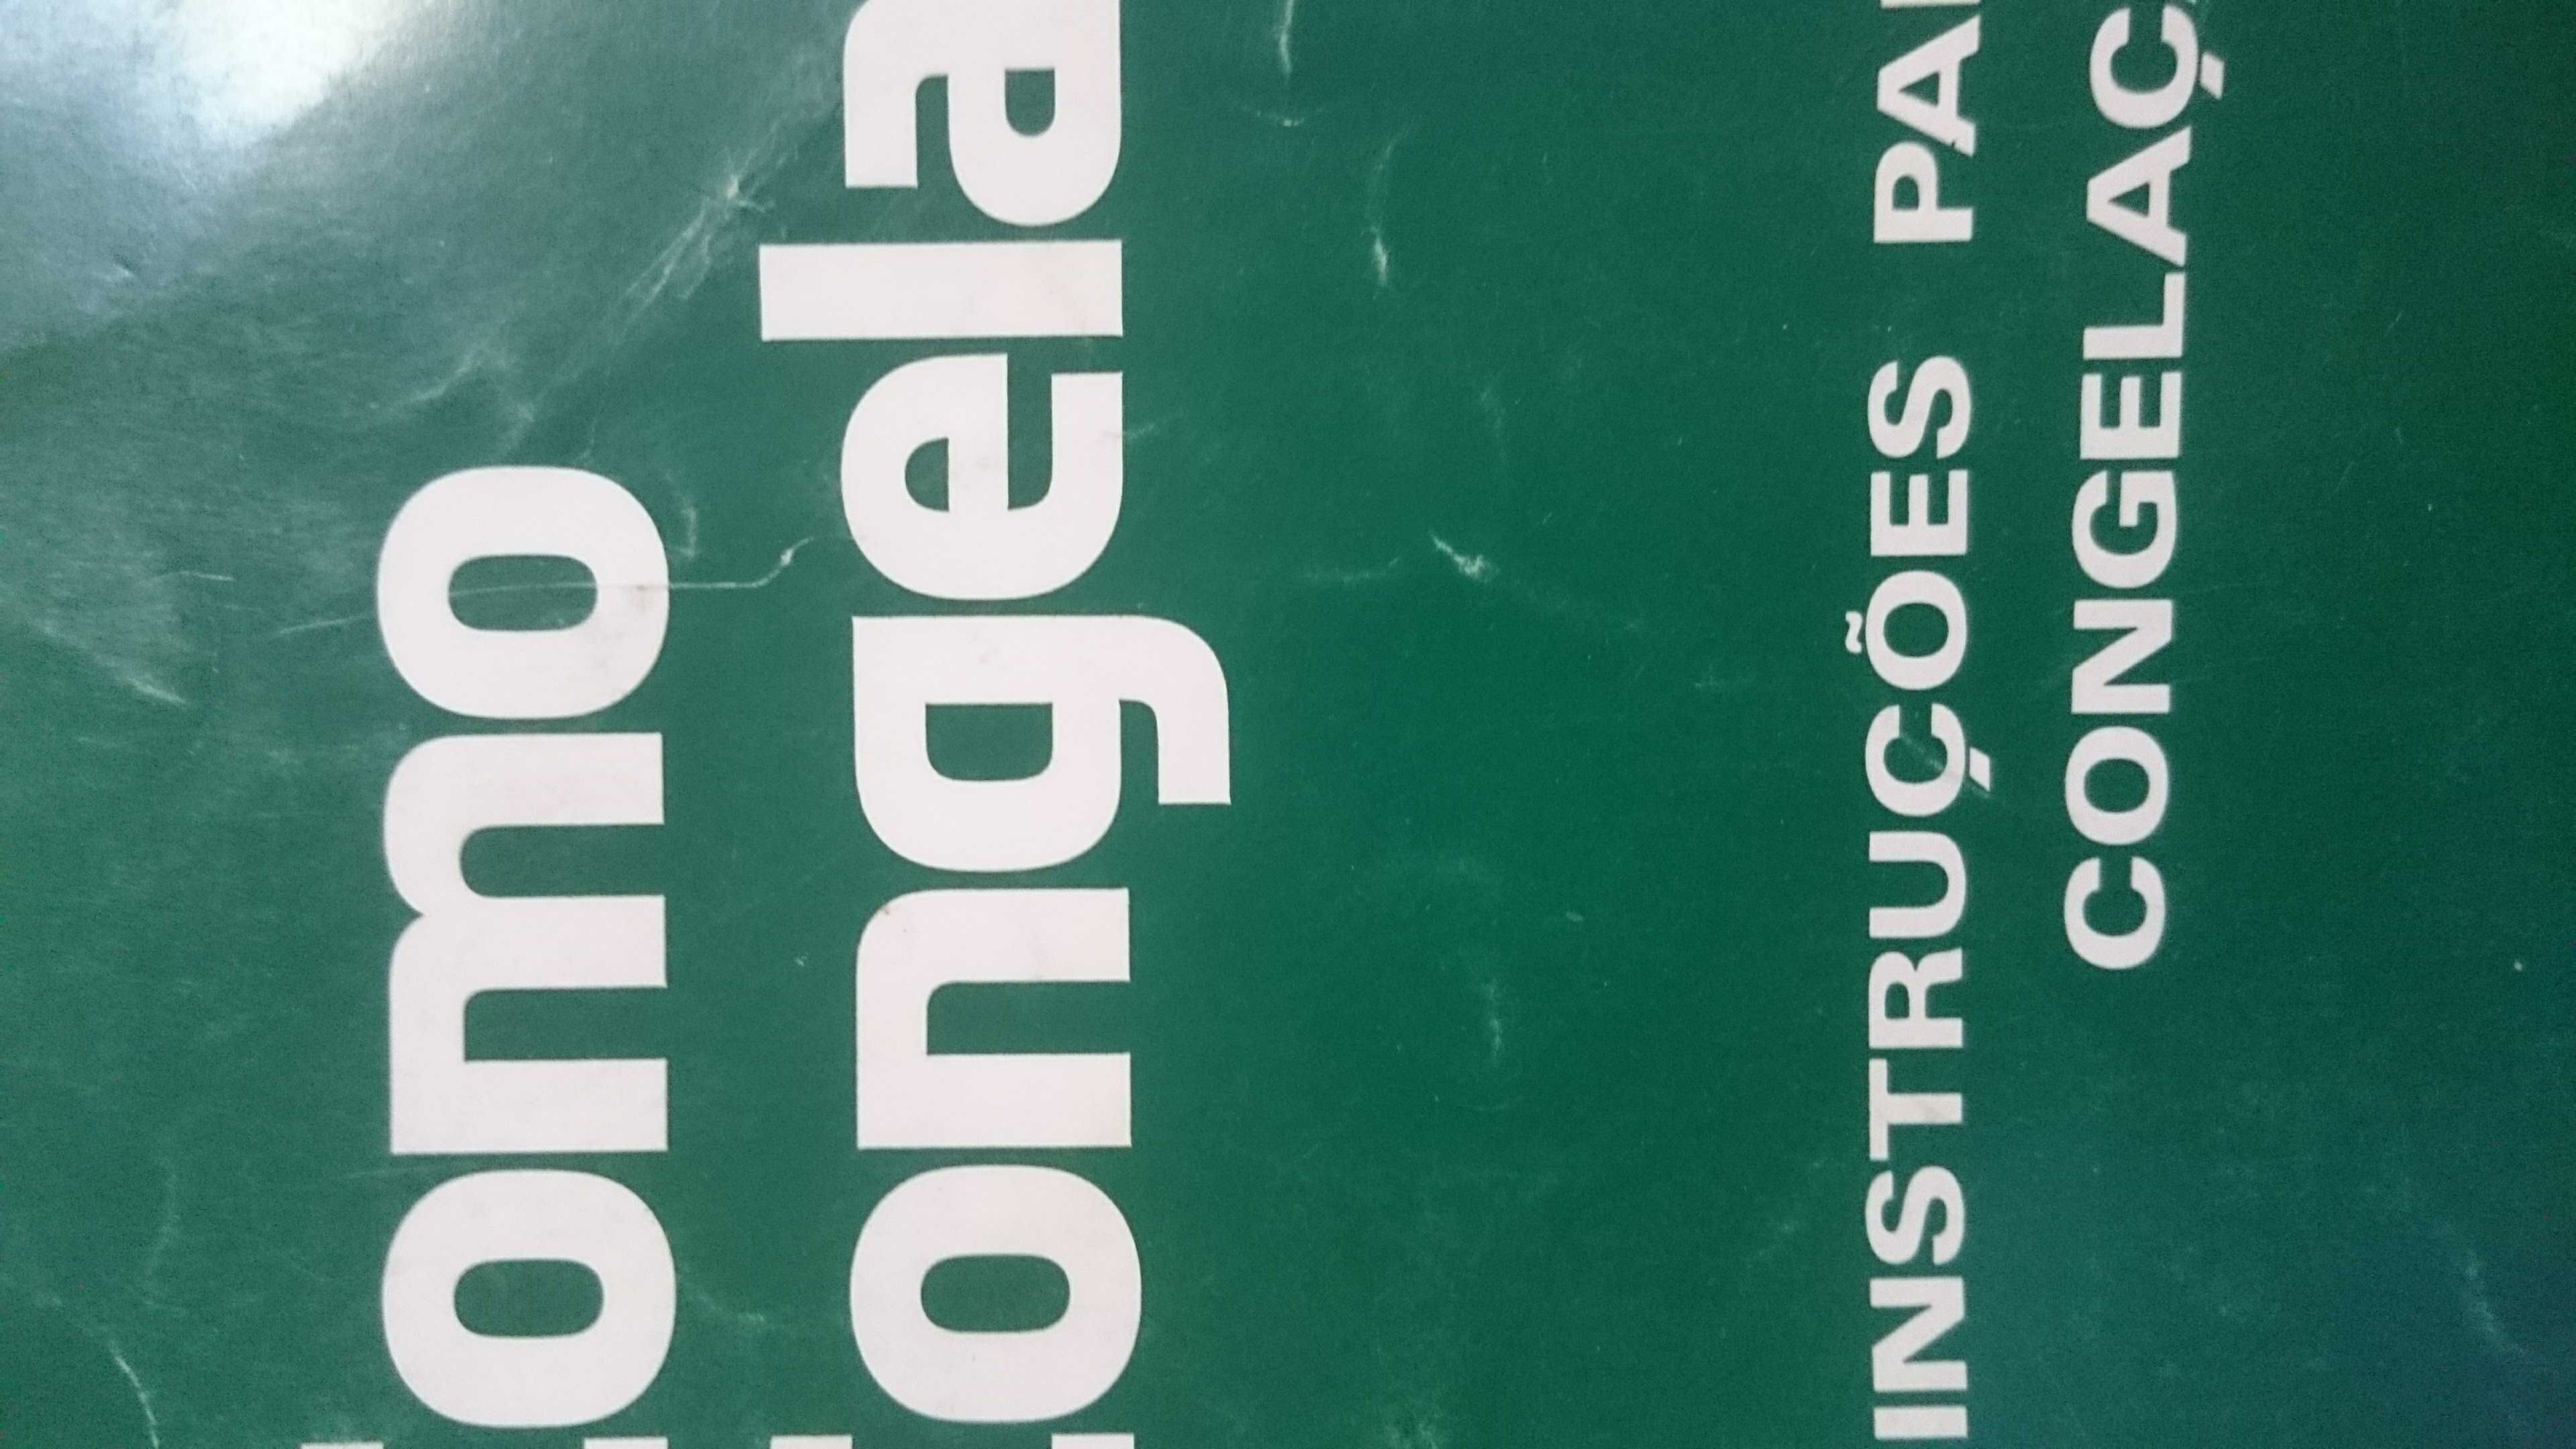 omo
ongela
INSTRUÇÕES PA
CONGELAÇ